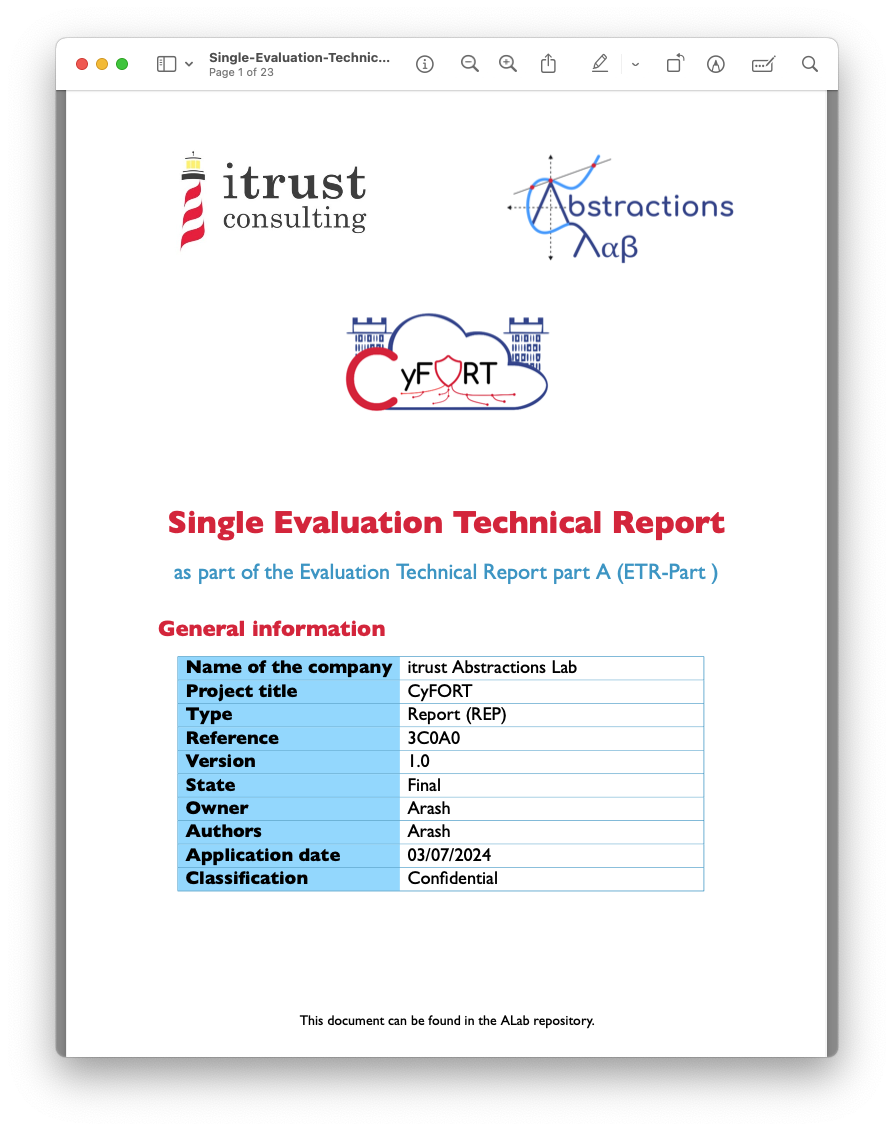 Single-Evaluation-Technic...
Page 1 of 23
itrust
consulting
Abstractions
λαβ
CyFORT
Single Evaluation Technical Report
as part of the Evaluation Technical Report part A (ETR-Part )
General information
Name of the company itrust Abstractions Lab
Project title CyFORT
Type Report (REP)
Reference 3C0A0
Version 1.0
State Final
Owner Arash
Authors Arash
Application date 03/07/2024
Classification Confidential
This document can be found in the ALab repository.